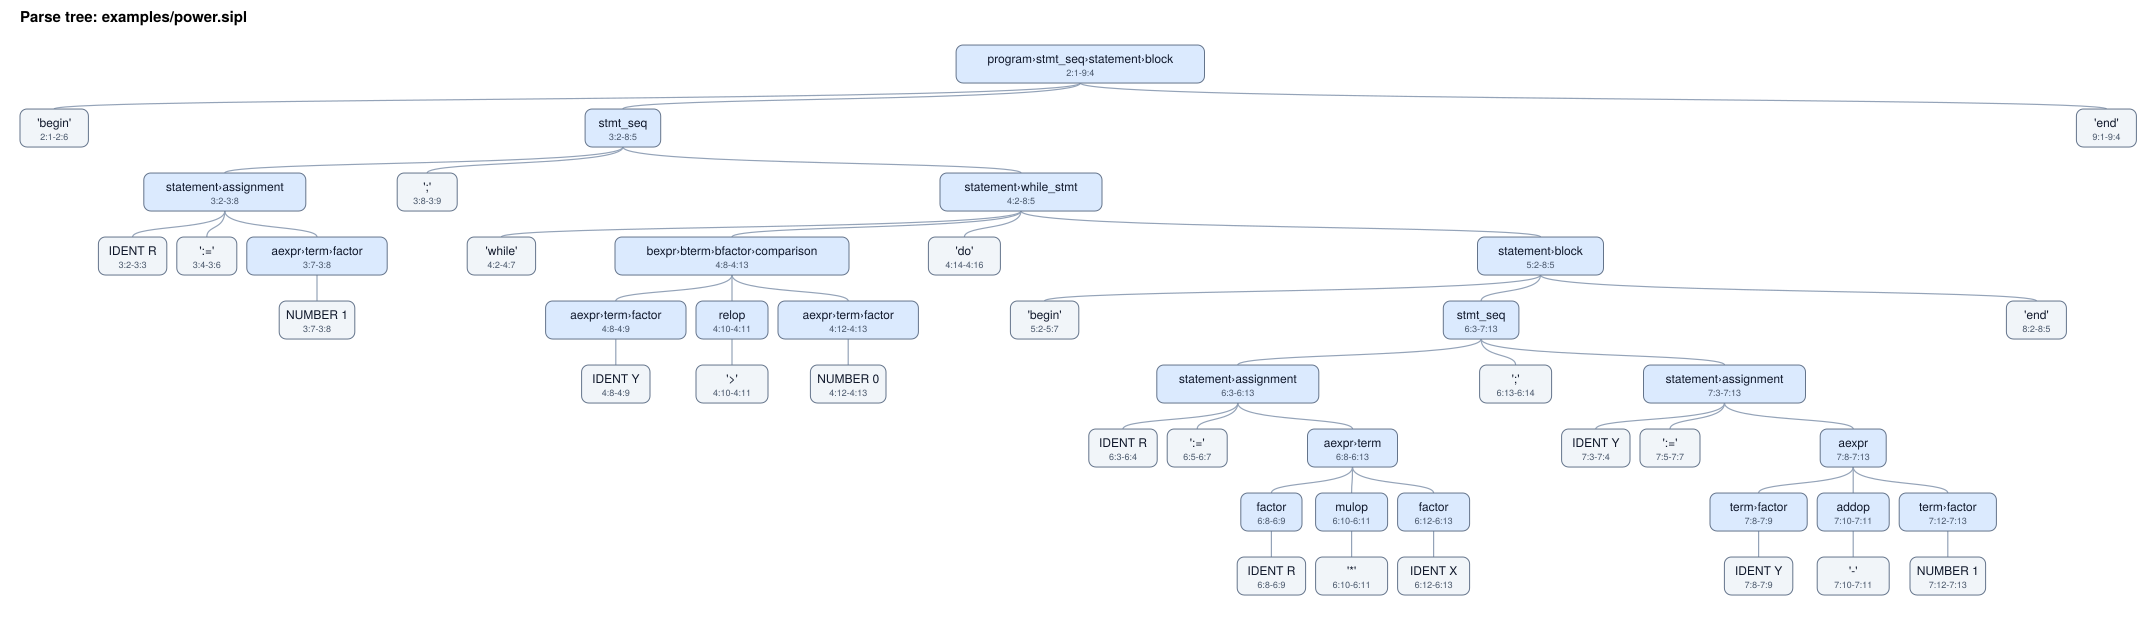 Parse tree: examples/power.sipl
program›stmt_seq›statement›block
2:1-9:4
'begin'
2:1-2:6
stmt_seq
3:2-8:5
'end'
9:1-9:4
statement›assignment
3:2-3:8
';'
3:8-3:9
statement›while_stmt
4:2-8:5
IDENT R
3:2-3:3
':='
3:4-3:6
aexpr›term›factor
3:7-3:8
'while'
4:2-4:7
bexpr›bterm›bfactor›comparison
4:8-4:13
'do'
4:14-4:16
statement›block
5:2-8:5
NUMBER 1
3:7-3:8
aexpr›term›factor
4:8-4:9
relop
4:10-4:11
aexpr›term›factor
4:12-4:13
'begin'
5:2-5:7
stmt_seq
6:3-7:13
'end'
8:2-8:5
IDENT Y
4:8-4:9
'>'
4:10-4:11
NUMBER 0
4:12-4:13
statement›assignment
6:3-6:13
';'
6:13-6:14
statement›assignment
7:3-7:13
IDENT R
6:3-6:4
':='
6:5-6:7
aexpr›term
6:8-6:13
IDENT Y
7:3-7:4
':='
7:5-7:7
aexpr
7:8-7:13
factor
6:8-6:9
mulop
6:10-6:11
factor
6:12-6:13
term›factor
7:8-7:9
addop
7:10-7:11
term›factor
7:12-7:13
IDENT R
6:8-6:9
'*'
6:10-6:11
IDENT X
6:12-6:13
IDENT Y
7:8-7:9
'-'
7:10-7:11
NUMBER 1
7:12-7:13